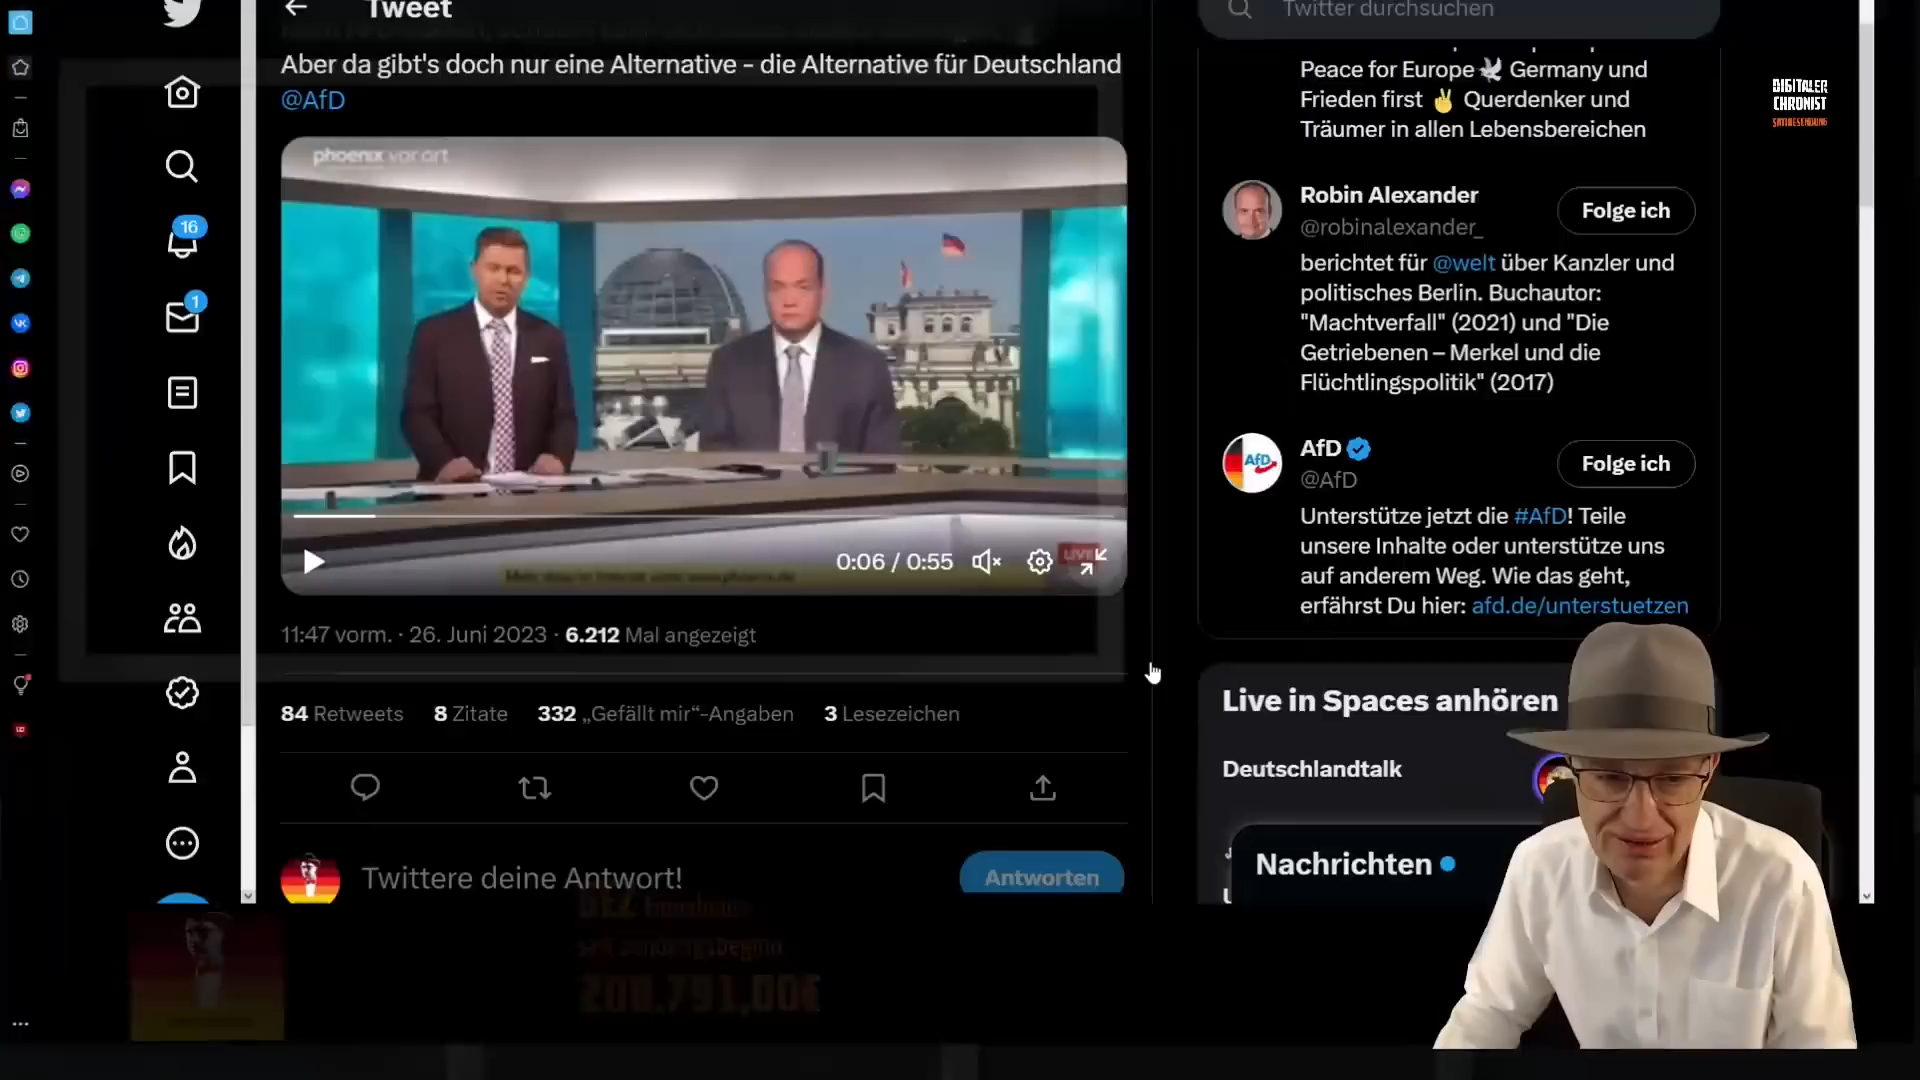 Tweet
Aber da gibt's doch nur eine Alternative - die Alternative für Deutschland
@AfD
phoenix vor ort
0:06 / 0:55
LIVE
11:47 vorm. · 26. Juni 2023 · 6.212 Mal angezeigt
84 Retweets 8 Zitate 332 „Gefällt mir“-Angaben 3 Lesezeichen
Twittere deine Antwort!
Antworten
16
1
Twitter durchsuchen
Peace for Europe 🕊 Germany und
Frieden first ✌ Querdenker und
Träumer in allen Lebensbereichen
Robin Alexander
@robinalexander_
Folge ich
berichtet für @welt über Kanzler und
politisches Berlin. Buchautor:
"Machtverfall" (2021) und "Die
Getriebenen – Merkel und die
Flüchtlingspolitik" (2017)
AfD
@AfD
Folge ich
AfD
Unterstütze jetzt die #AfD! Teile
unsere Inhalte oder unterstütze uns
auf anderem Weg. Wie das geht,
erfährst Du hier: afd.de/unterstuetzen
Live in Spaces anhören
Deutschlandtalk
Nachrichten
DIGITALER
CHRONIST
GEZ Einnahmen
seit Sendungsbeginn